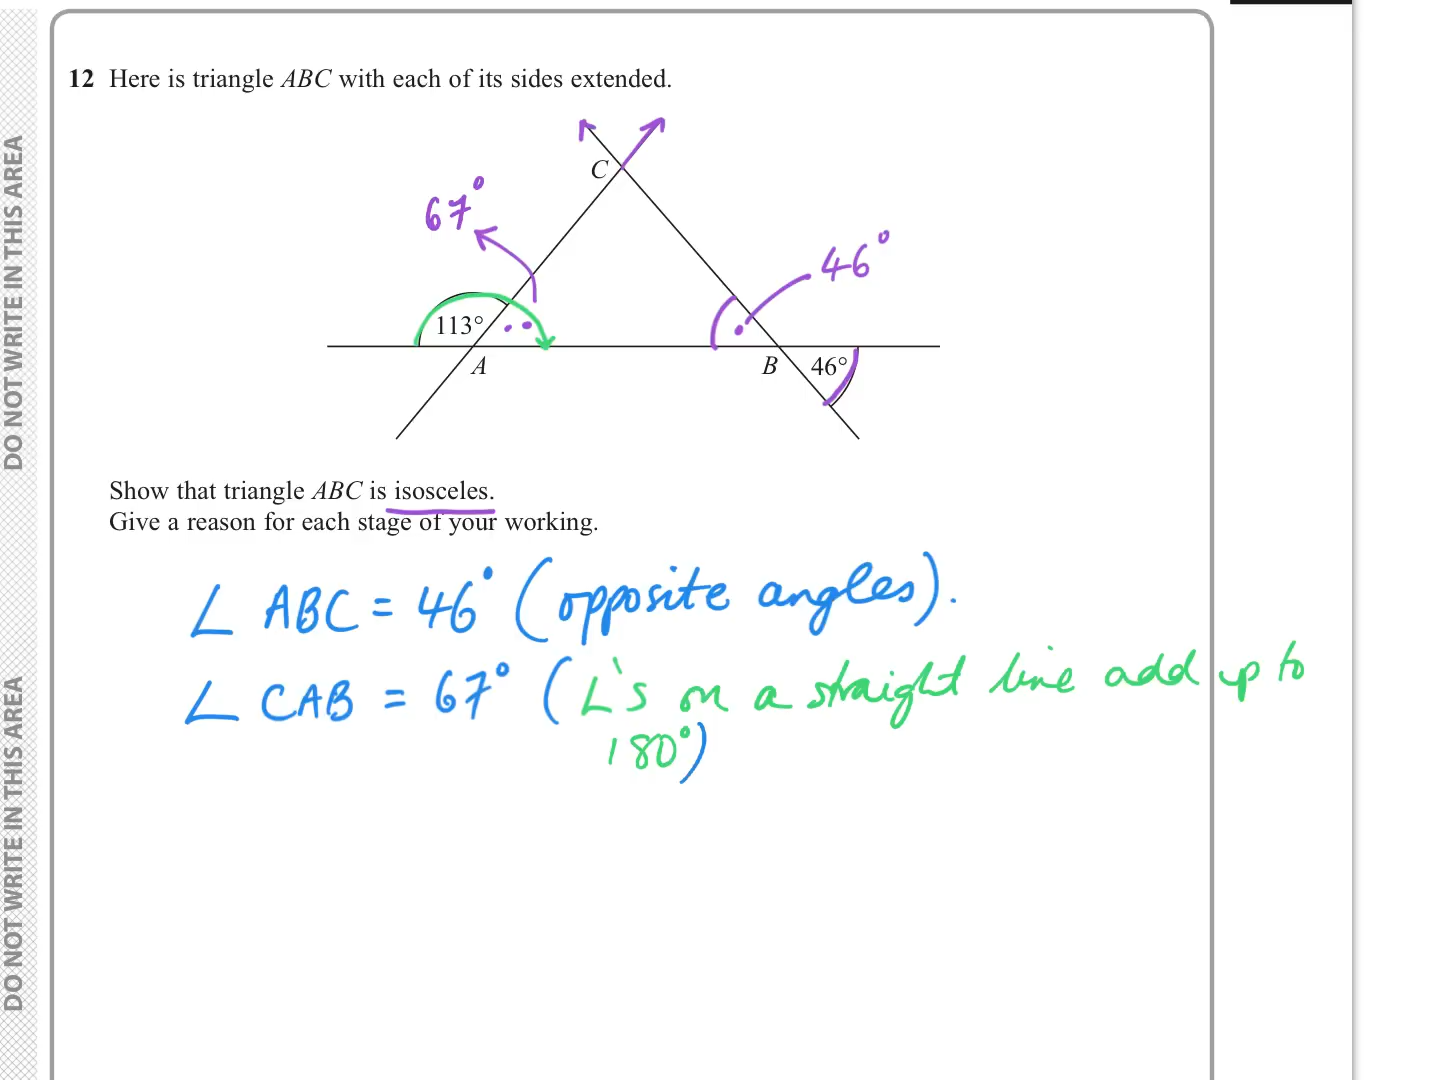 DO NOT WRITE IN THIS AREA
DO NOT WRITE IN THIS AREA
12 Here is triangle ABC with each of its sides extended.
C
67°
46°
113°
A
B
46°
Show that triangle ABC is isosceles.
Give a reason for each stage of your working.
∠ ABC = 46° (opposite angles).
∠ CAB = 67° (∠'s on a straight line add up to
180°)